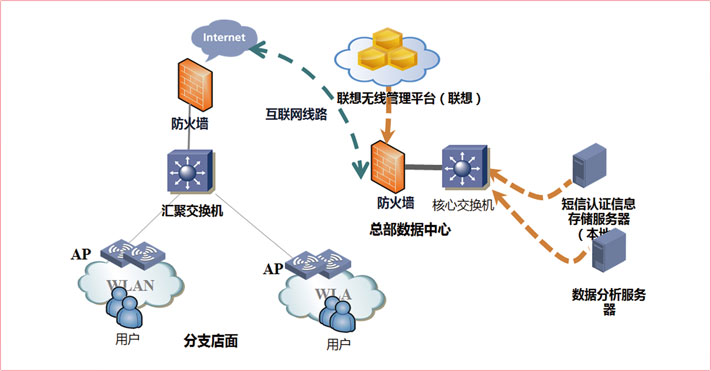 Internet
联想无线管理平台（联想）
互联网线路
防火墙
汇聚交换机
防火墙
核心交换机
总部数据中心
短信认证信息
存储服务器
（本地
数据分析服务
器
AP
WLAN
用户
分支店面
AP
WLA
用户